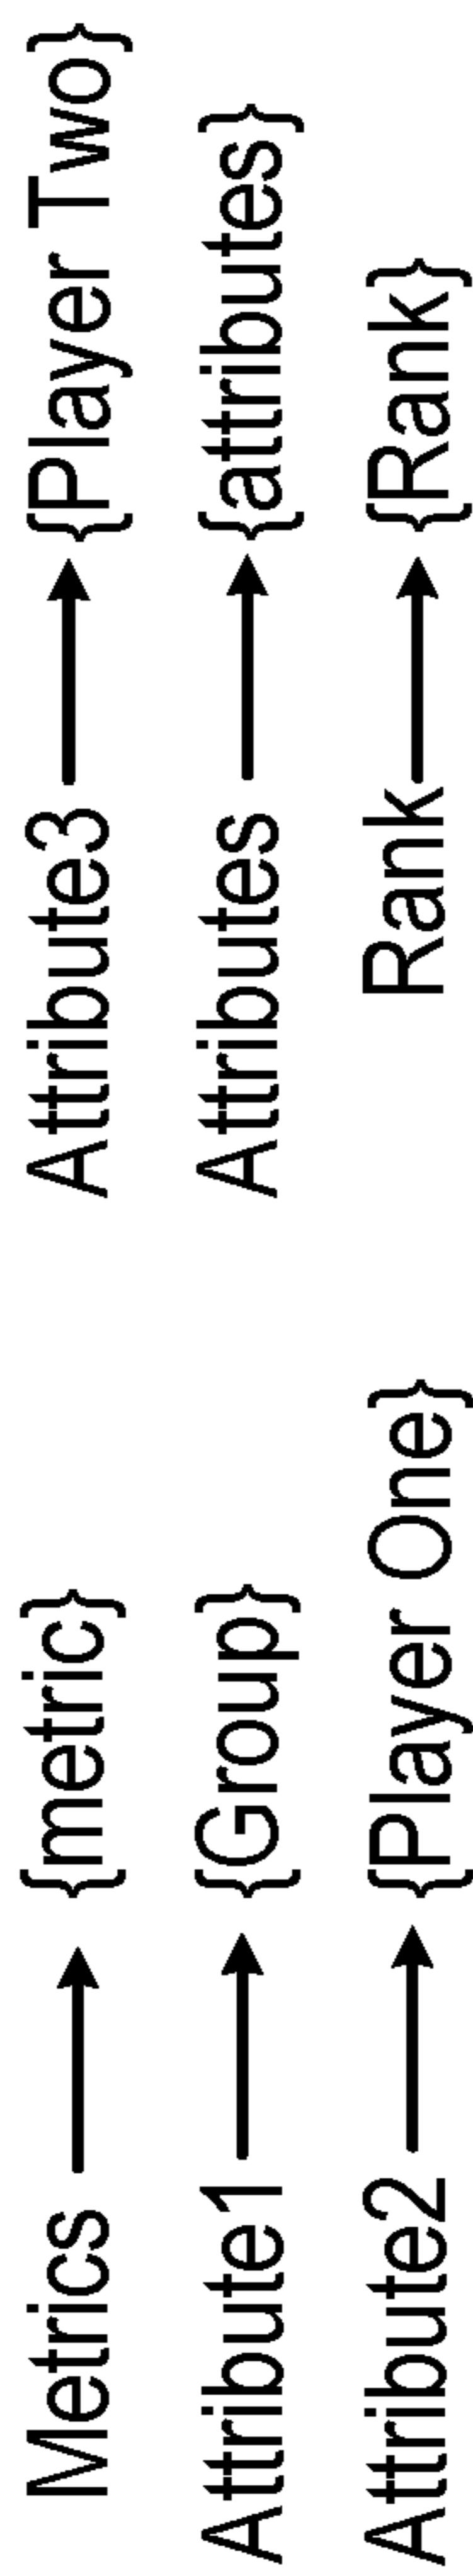 Metrics → {metric}
Attribute1 → {Group}
Attribute2 → {Player One}
Attribute3 → {Player Two}
Attributes → {attributes}
Rank → {Rank}